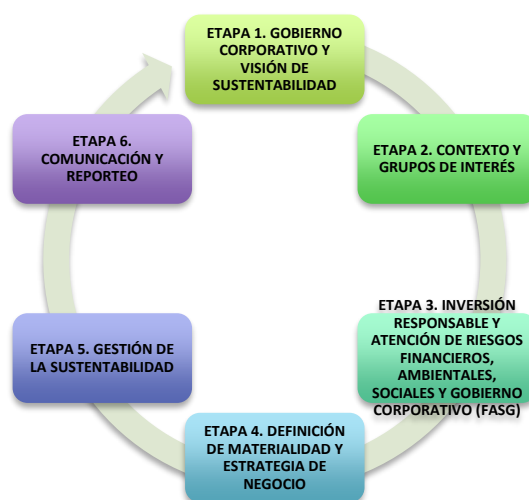 ETAPA 1. GOBIERNO
CORPORATIVO Y
VISIÓN DE
SUSTENTABILIDAD
ETAPA 2. CONTEXTO Y
GRUPOS DE INTERÉS
ETAPA 3. INVERSIÓN
RESPONSABLE Y
ATENCIÓN DE RIESGOS
FINANCIEROS,
AMBIENTALES,
SOCIALES Y GOBIERNO
CORPORATIVO (FASG)
ETAPA 4. DEFINICIÓN
DE MATERIALIDAD Y
ESTRATEGIA DE
NEGOCIO
ETAPA 5. GESTIÓN DE
LA SUSTENTABILIDAD
ETAPA 6.
COMUNICACIÓN Y
REPORTEO